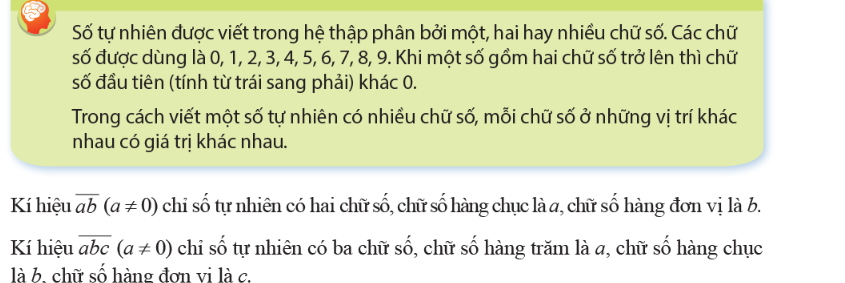 Số tự nhiên được viết trong hệ thập phân bởi một, hai hay nhiều chữ số. Các chữ
số được dùng là 0, 1, 2, 3, 4, 5, 6, 7, 8, 9. Khi một số gồm hai chữ số trở lên thì chữ
số đầu tiên (tính từ trái sang phải) khác 0.
Trong cách viết một số tự nhiên có nhiều chữ số, mỗi chữ số ở những vị trí khác
nhau có giá trị khác nhau.
Kí hiệu a̅b̅ (a ≠ 0) chỉ số tự nhiên có hai chữ số, chữ số hàng chục là a, chữ số hàng đơn vị là b.
Kí hiệu a̅b̅c̅ (a ≠ 0) chỉ số tự nhiên có ba chữ số, chữ số hàng trăm là a, chữ số hàng chục
là b, chữ số hàng đơn vị là c.